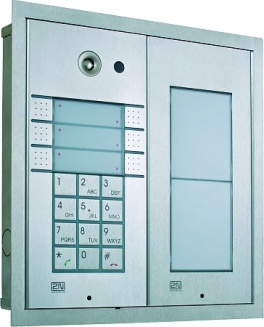 1 2 ABC 3 DEF
4 GHI 5 JKL 6 MNO
7 PQRS 8 TUV 9 WXYZ
* 0 #
2N
2N